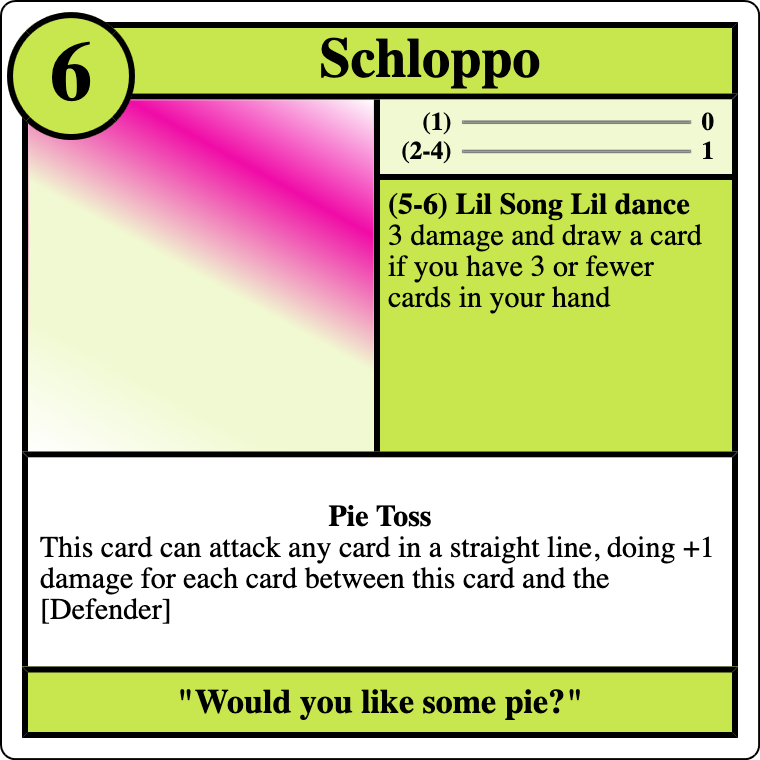 6
Schloppo
(1) 0
(2-4) 1
(5-6) Lil Song Lil dance
3 damage and draw a card
if you have 3 or fewer
cards in your hand
Pie Toss
This card can attack any card in a straight line, doing +1
damage for each card between this card and the
[Defender]
"Would you like some pie?"